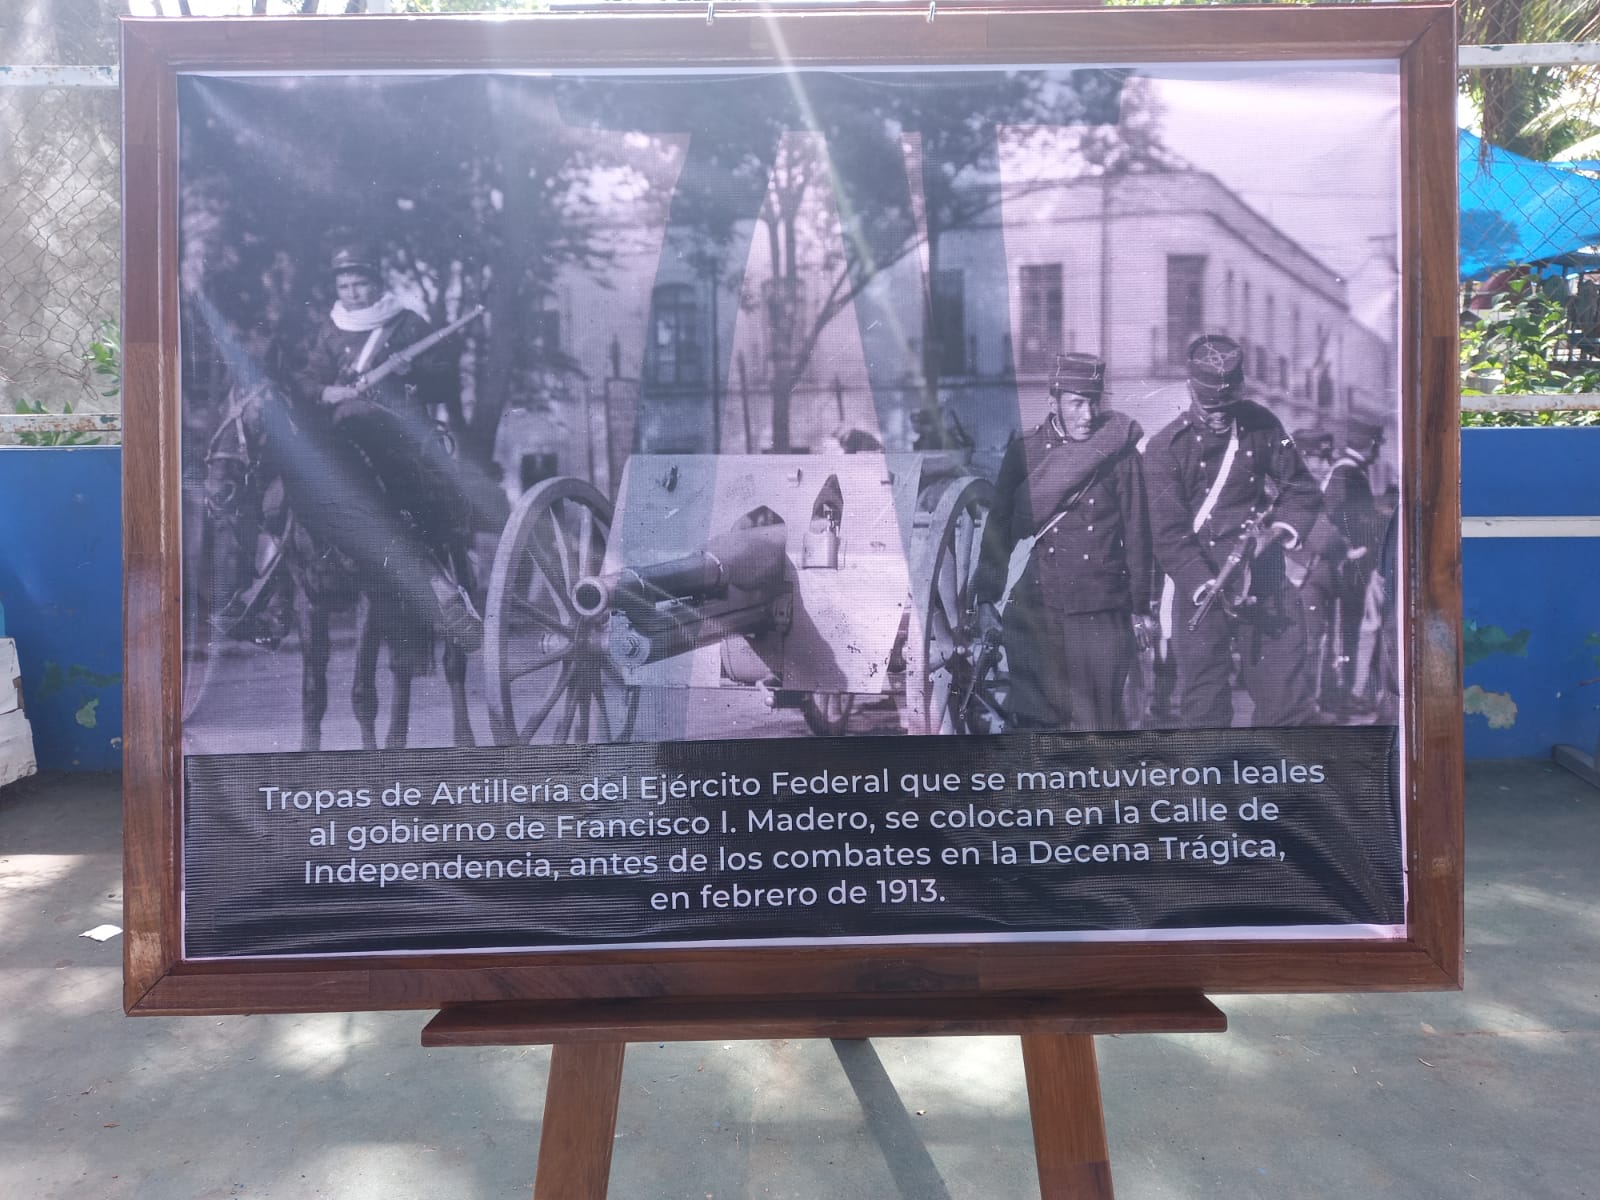 Tropas de Artillería del Ejército Federal que se mantuvieron leales
al gobierno de Francisco I. Madero, se colocan en la Calle de
Independencia, antes de los combates en la Decena Trágica,
en febrero de 1913.